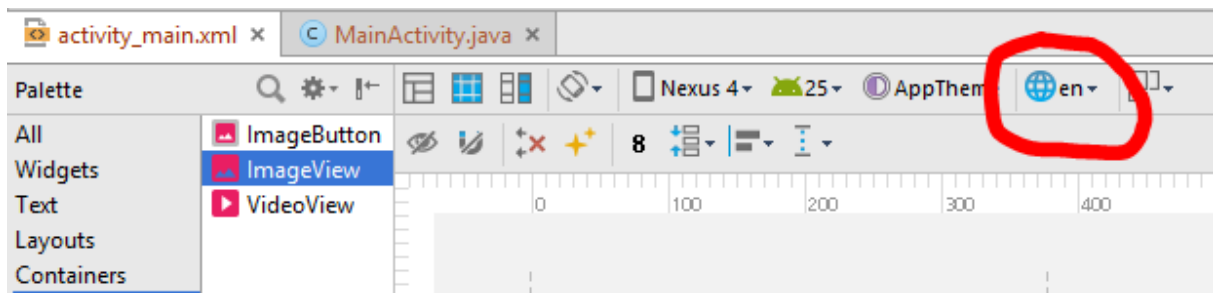 activity_main.xml MainActivity.java
Palette Nexus 4 25 AppThem en
All ImageButton 8
Widgets ImageView
Text VideoView 0 100 200 300 400
Layouts
Containers